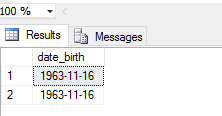 100 %
Results Messages
date_birth
1 1963-11-16
2 1963-11-16